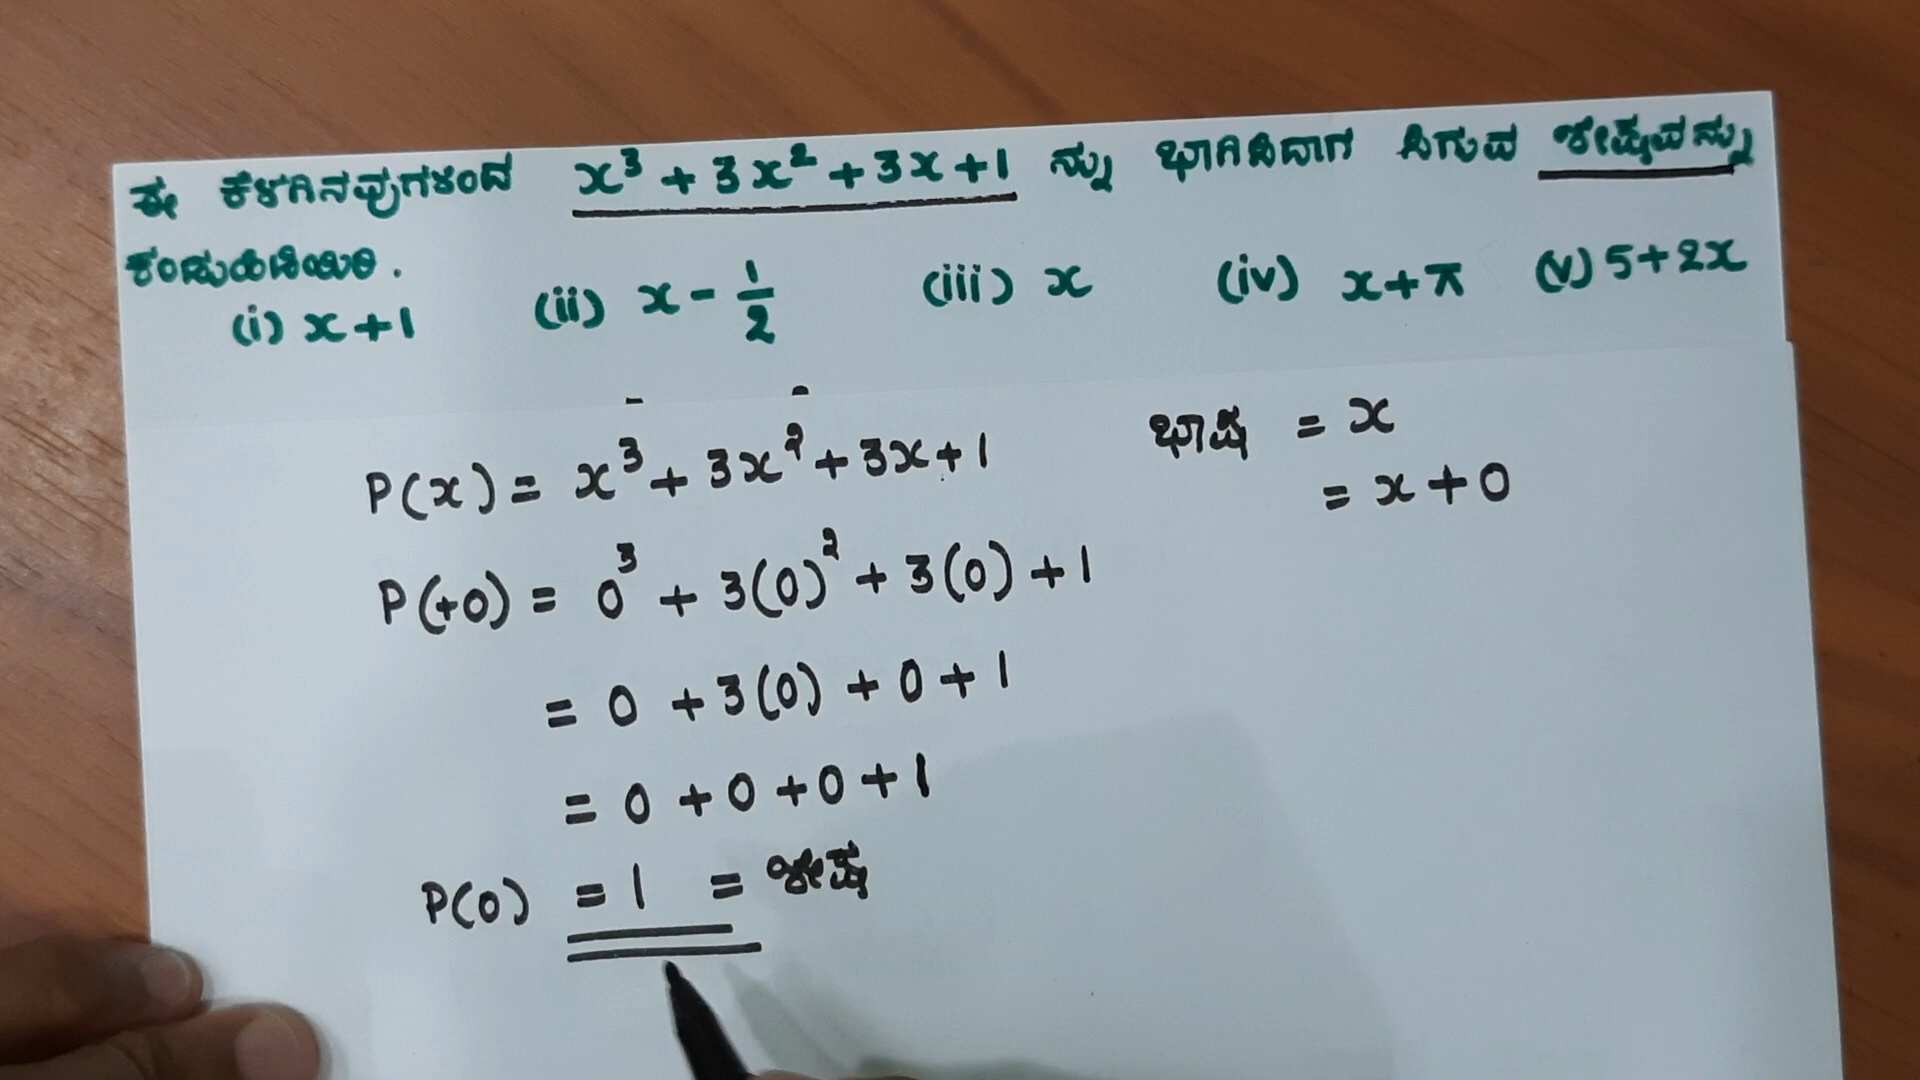 ಈ ಕೆಳಗಿನವುಗಳಿಂದ x³ + 3x² + 3x + 1 ನ್ನು ಭಾಗಿಸಿದಾಗ ಸಿಗುವ ಶೇಷವನ್ನು
ಕಂಡುಹಿಡಿಯಿರಿ.
(i) x + 1 (ii) x - 1/2 (iii) x (iv) x + π (v) 5 + 2x
P(x) = x³ + 3x² + 3x + 1 ಭಾಜಕ = x
= x + 0
P(+0) = 0³ + 3(0)² + 3(0) + 1
= 0 + 3(0) + 0 + 1
= 0 + 0 + 0 + 1
P(0) = 1 = ಶೇಷ